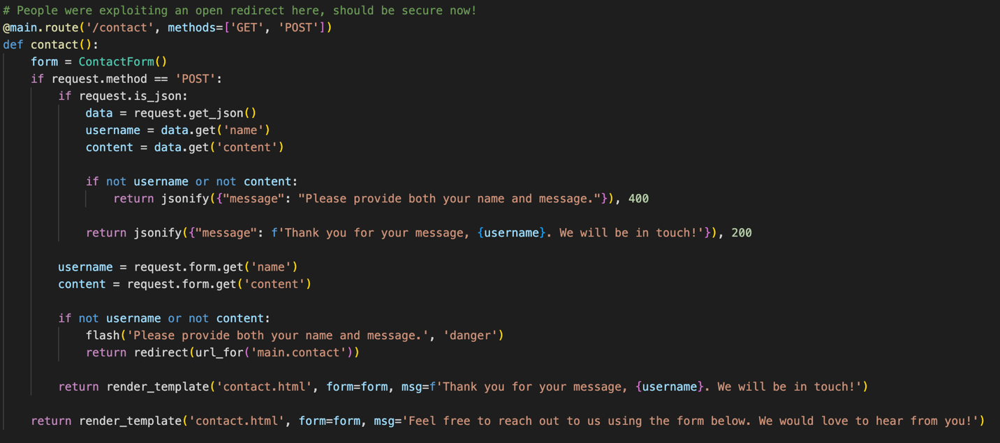 # People were exploiting an open redirect here, should be secure now!
@main.route('/contact', methods=['GET', 'POST'])
def contact():
    form = ContactForm()
    if request.method == 'POST':
        if request.is_json:
            data = request.get_json()
            username = data.get('name')
            content = data.get('content')

            if not username or not content:
                return jsonify({"message": "Please provide both your name and message."}), 400

            return jsonify({"message": f'Thank you for your message, {username}. We will be in touch!'}), 200

        username = request.form.get('name')
        content = request.form.get('content')

        if not username or not content:
            flash('Please provide both your name and message.', 'danger')
            return redirect(url_for('main.contact'))

        return render_template('contact.html', form=form, msg=f'Thank you for your message, {username}. We will be in touch!')

    return render_template('contact.html', form=form, msg='Feel free to reach out to us using the form below. We would love to hear from you!')